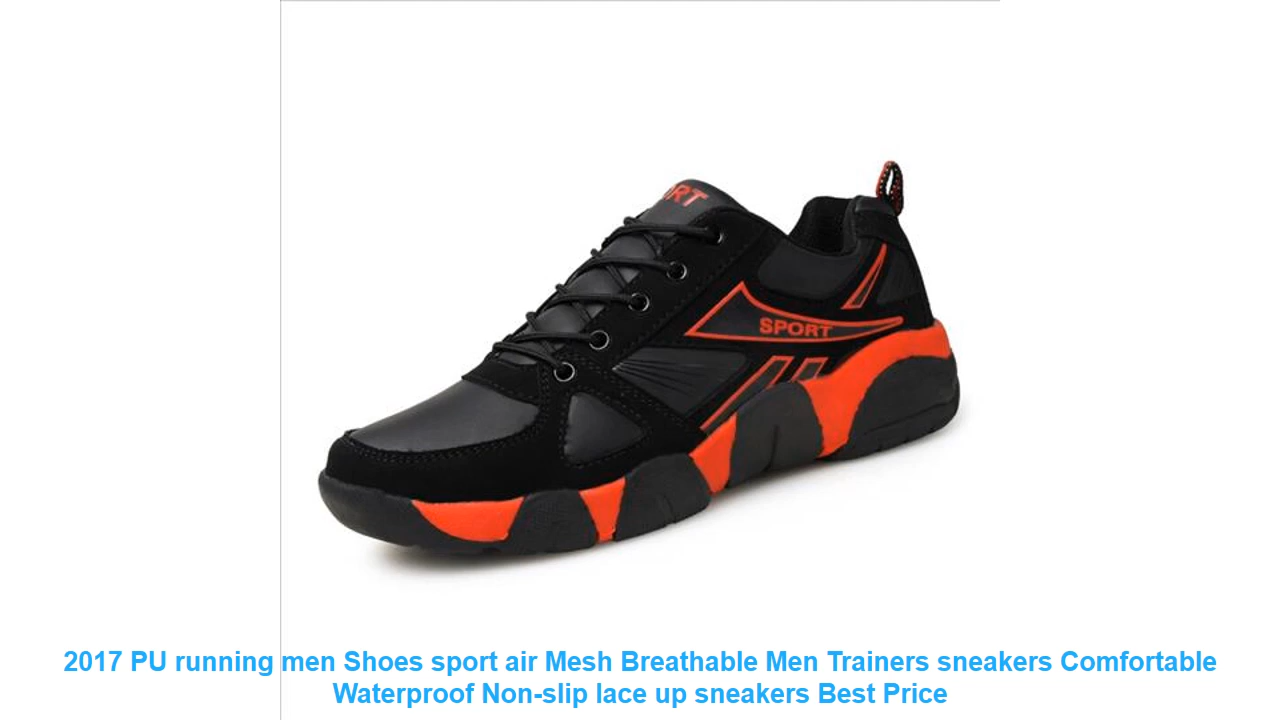 ORT
SPORT
2017 PU running men Shoes sport air Mesh Breathable Men Trainers sneakers Comfortable
Waterproof Non-slip lace up sneakers Best Price